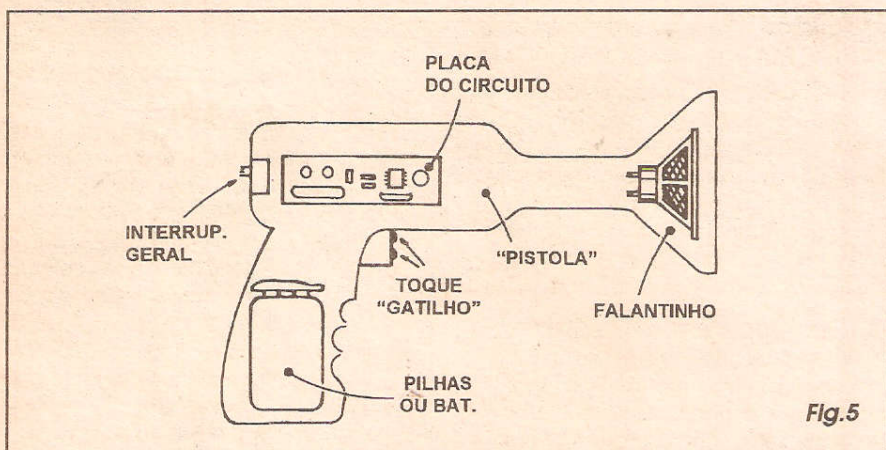 PLACA
DO CIRCUITO
INTERRUP.
GERAL
"PISTOLA"
TOQUE
"GATILHO"
FALANTINHO
PILHAS
OU BAT.
Fig.5